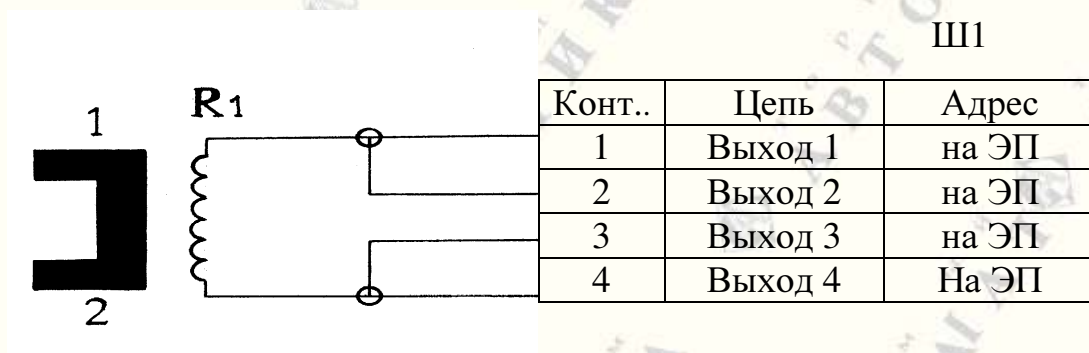 Ш1
1
R1
2
Конт.. Цепь Адрес
1 Выход 1 на ЭП
2 Выход 2 на ЭП
3 Выход 3 на ЭП
4 Выход 4 На ЭП